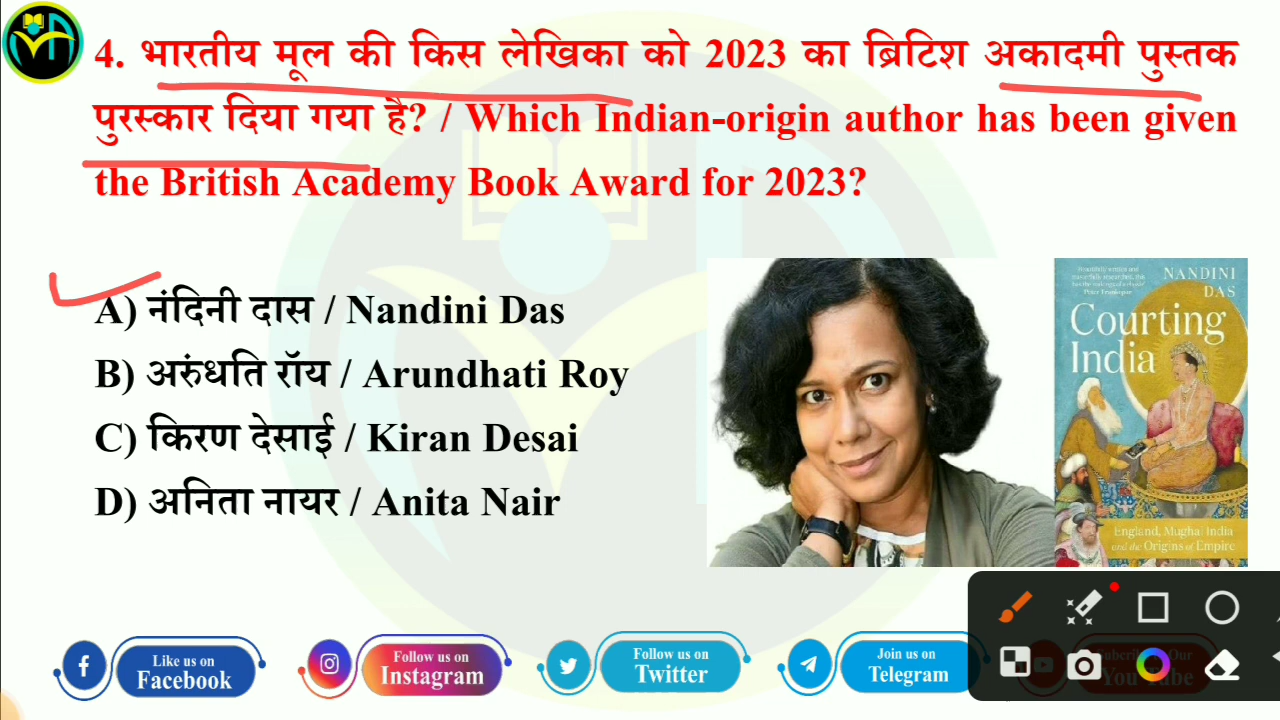 4. भारतीय मूल की किस लेखिका को 2023 का ब्रिटिश अकादमी पुस्तक
पुरस्कार दिया गया है? / Which Indian-origin author has been given
the British Academy Book Award for 2023?
A) नंदिनी दास / Nandini Das
B) अरुंधति रॉय / Arundhati Roy
C) किरण देसाई / Kiran Desai
D) अनिता नायर / Anita Nair
NANDINI
DAS
Courting
India
England, Mughal India
and the Origins of Empire
Like us on
Facebook
Follow us on
Instagram
Follow us on
Twitter
Join us on
Telegram